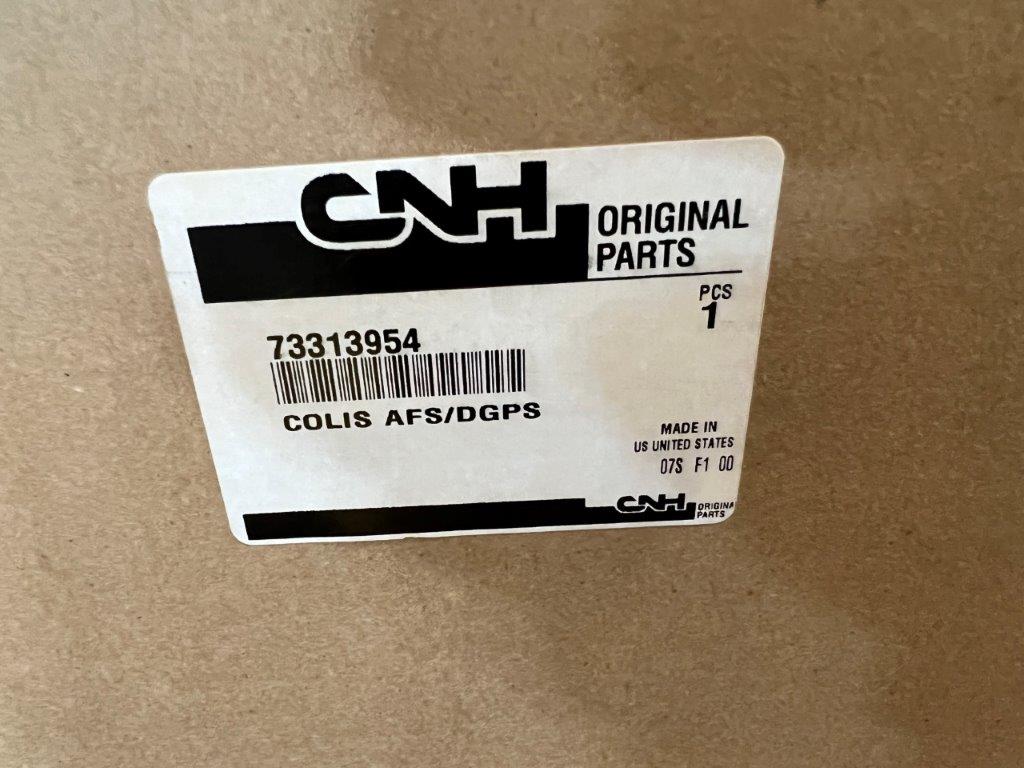 CNH
ORIGINAL
PARTS
PCS
1
73313954
COLIS AFS/DGPS
MADE IN
US UNITED STATES
07S F1 00
CNH
ORIGINA
PARTS